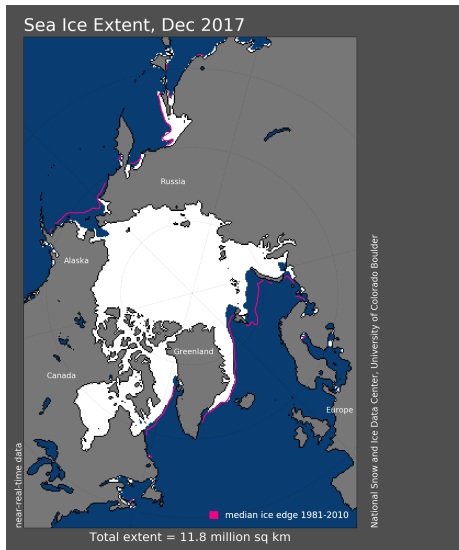 Sea Ice Extent, Dec 2017
Russia
Alaska
Greenland
Canada
Europe
near-real-time data
median ice edge 1981-2010
National Snow and Ice Data Center, University of Colorado Boulder
Total extent = 11.8 million sq km